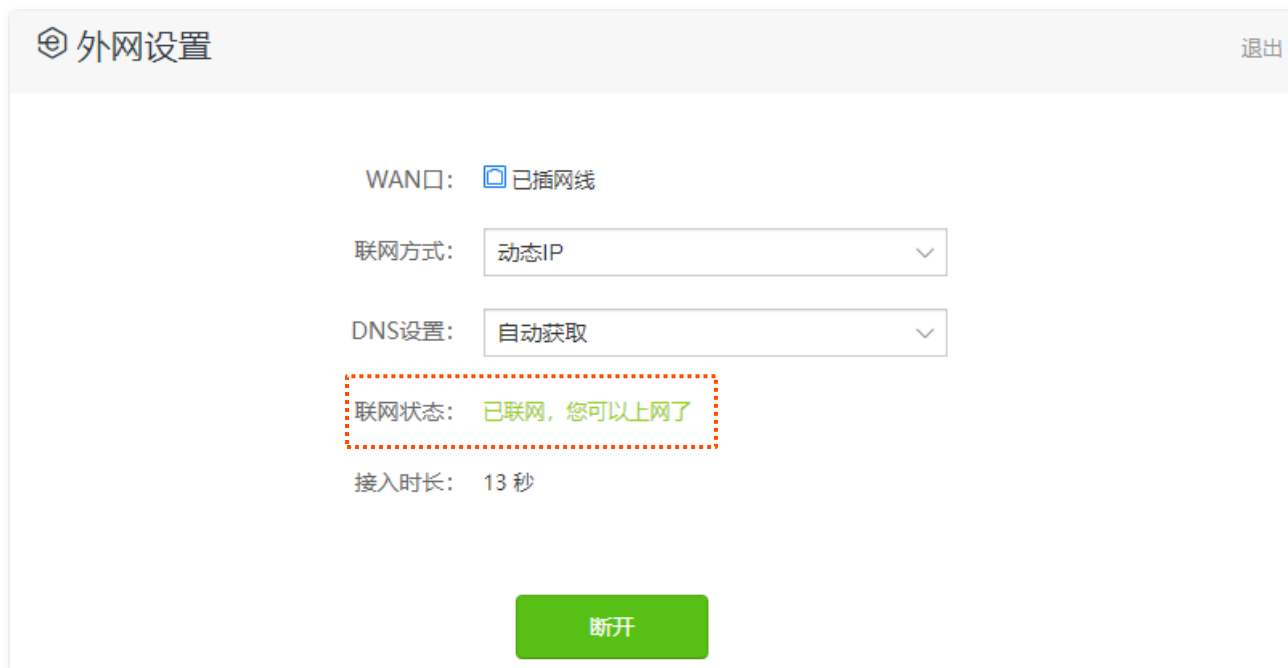 外网设置
退出
WAN口： 已插网线
联网方式： 动态IP
DNS设置： 自动获取
联网状态： 已联网，您可以上网了
接入时长： 13 秒
断开